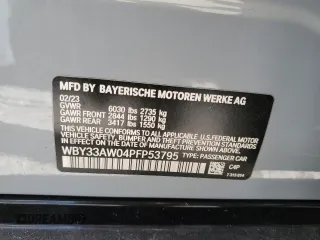 MFD BY BAYERISCHE MOTOREN WERKE AG
02/23
GVWR 6030 lbs 2735 kg
GAWR FRONT 2844 lbs 1290 kg
GAWR REAR 3417 lbs 1550 kg
THIS VEHICLE CONFORMS TO ALL APPLICABLE U.S. FEDERAL MOTOR
VEHICLE SAFETY, BUMPER, AND THEFT PREVENTION STANDARDS
IN EFFECT ON THE DATE OF MANUFACTURE SHOWN ABOVE.
WBY33AW04PFP53795 TYPE: PASSENGER CAR
C4P